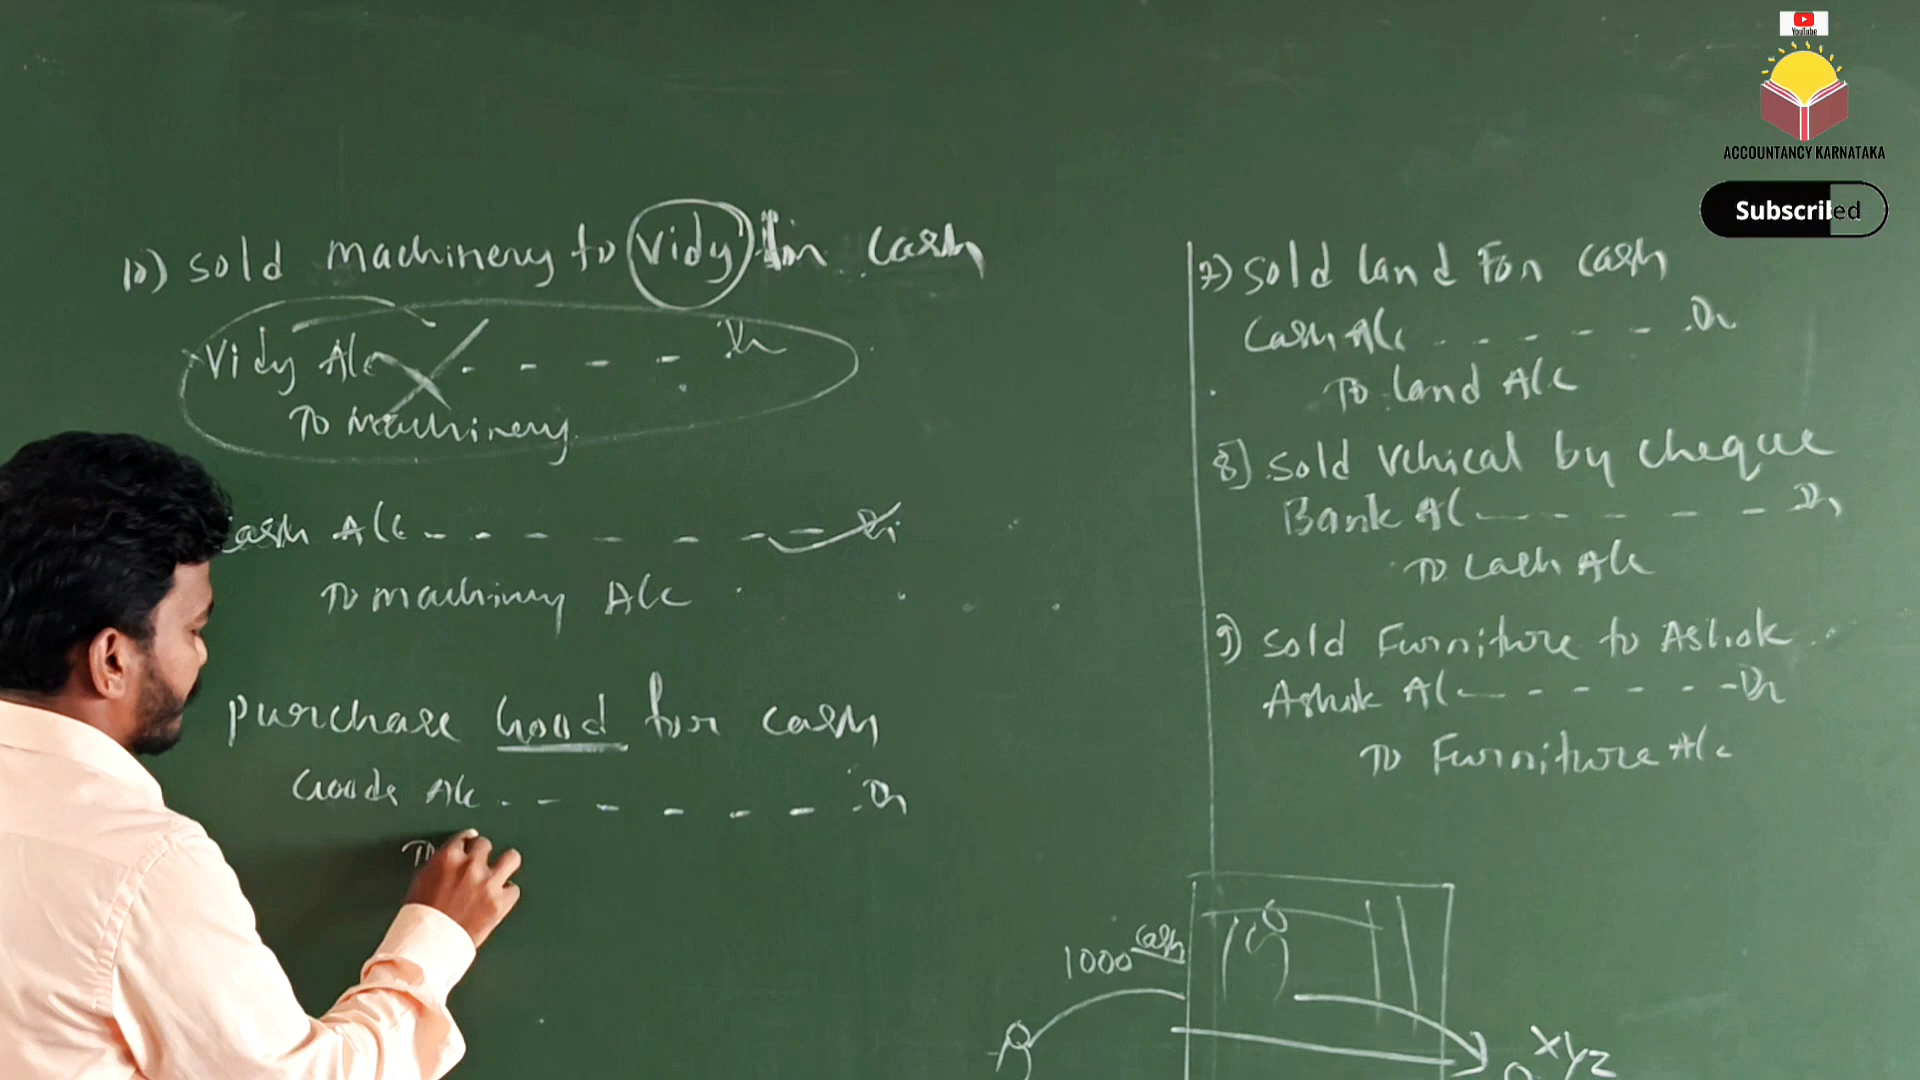 10) Sold machinery to Vidy for cash
Vidy A/c - - - - Dr
To Machinery
Cash A/c - - - - - - - Dr
To machinery A/c
Purchase Good for cash
Goods A/c - - - - - - Dr
To
7) Sold land For cash
Cash A/c - - - - - Dr
To land A/c
8) Sold vehical by cheque
Bank A/c - - - - - Dr
To Cash A/c
9) Sold Furniture to Ashok
Ashok A/c - - - - - Dr
To Furniture A/c
1000 cash
XYZ
YouTube
ACCOUNTANCY KARNATAKA
Subscribed